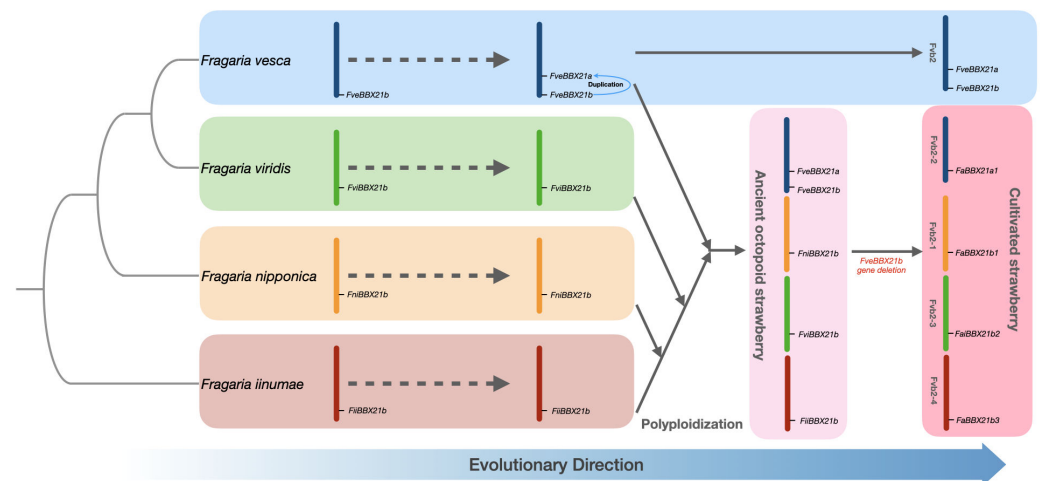 Fragaria vesca
FveBBX21b
FveBBX21a
Duplication
FveBBX21b
Fvb2
FveBBX21a
FveBBX21b
Fragaria viridis
FviBBX21b
FviBBX21b
Fragaria nipponica
FniBBX21b
FniBBX21b
Fragaria iinumae
FiiBBX21b
FiiBBX21b
Polyploidization
Ancient octopoid strawberry
FveBBX21a
FveBBX21b
FniBBX21b
FviBBX21b
FiiBBX21b
FveBBX21b
gene deletion
Fvb2-2
FaBBX21a1
Fvb2-1
FaBBX21b1
Fvb2-3
FaiBBX21b2
Fvb2-4
FaBBX21b3
Cultivated strawberry
Evolutionary Direction